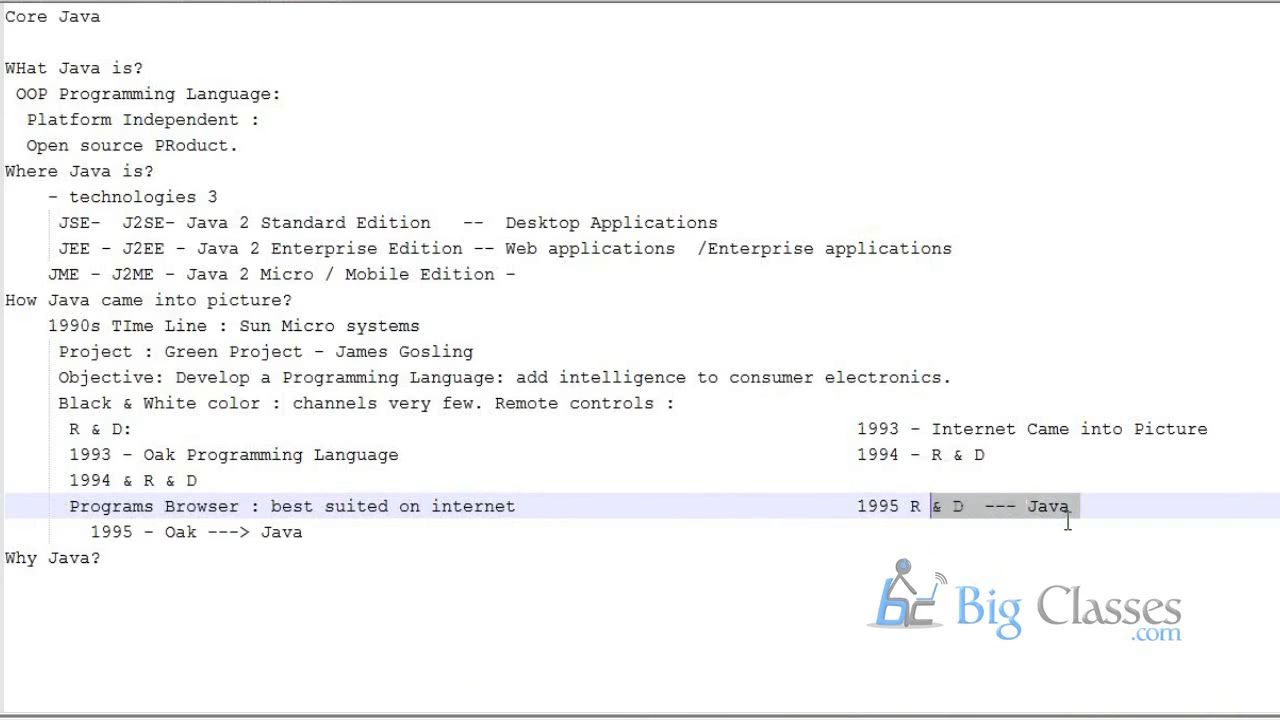 Core Java
WHat Java is?
OOP Programming Language:
Platform Independent :
Open source PRoduct.
Where Java is?
- technologies 3
JSE- J2SE- Java 2 Standard Edition -- Desktop Applications
JEE - J2EE - Java 2 Enterprise Edition -- Web applications /Enterprise applications
JME - J2ME - Java 2 Micro / Mobile Edition -
How Java came into picture?
1990s TIme Line : Sun Micro systems
Project : Green Project - James Gosling
Objective: Develop a Programming Language: add intelligence to consumer electronics.
Black & White color : channels very few. Remote controls :
R & D: 1993 - Internet Came into Picture
1993 - Oak Programming Language 1994 - R & D
1994 & R & D
Programs Browser : best suited on internet 1995 R & D --- Java
1995 - Oak ---> Java
Why Java?
bc Big Classes
.com